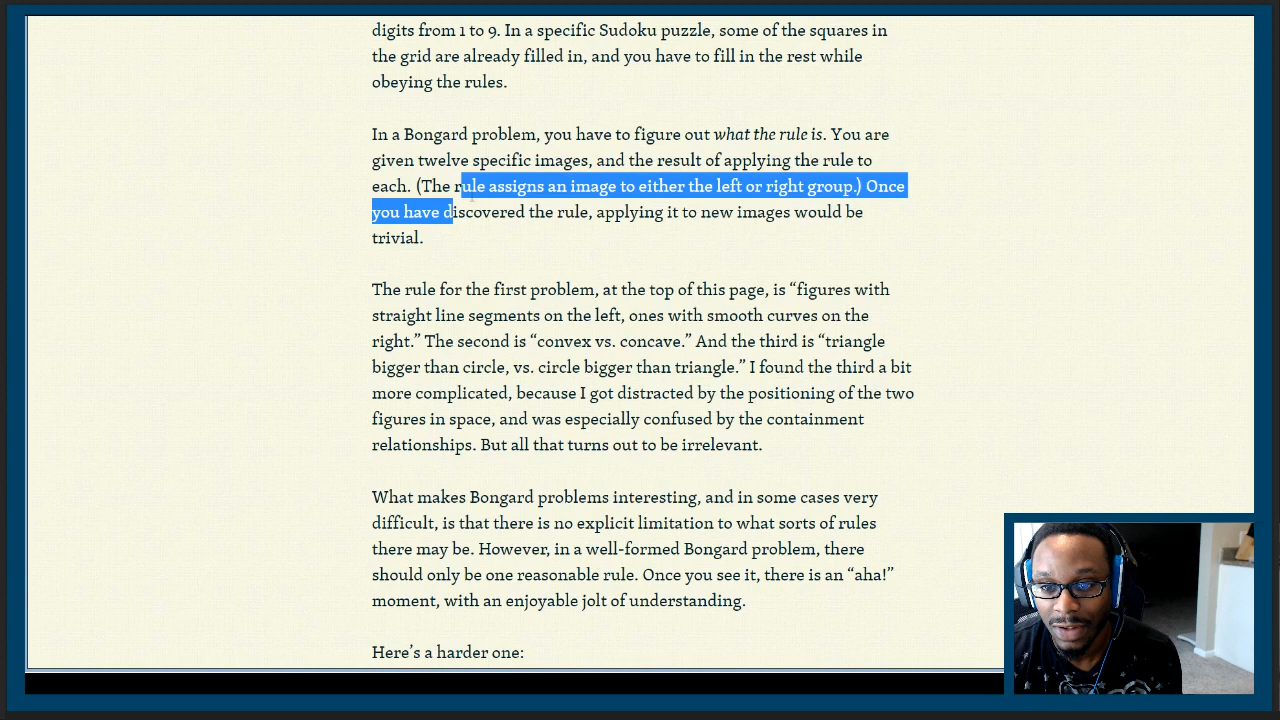 digits from 1 to 9. In a specific Sudoku puzzle, some of the squares in
the grid are already filled in, and you have to fill in the rest while
obeying the rules.
In a Bongard problem, you have to figure out what the rule is. You are
given twelve specific images, and the result of applying the rule to
each. (The rule assigns an image to either the left or right group.) Once
you have discovered the rule, applying it to new images would be
trivial.
The rule for the first problem, at the top of this page, is “figures with
straight line segments on the left, ones with smooth curves on the
right.” The second is “convex vs. concave.” And the third is “triangle
bigger than circle, vs. circle bigger than triangle.” I found the third a bit
more complicated, because I got distracted by the positioning of the two
figures in space, and was especially confused by the containment
relationships. But all that turns out to be irrelevant.
What makes Bongard problems interesting, and in some cases very
difficult, is that there is no explicit limitation to what sorts of rules
there may be. However, in a well-formed Bongard problem, there
should only be one reasonable rule. Once you see it, there is an “aha!”
moment, with an enjoyable jolt of understanding.
Here’s a harder one: